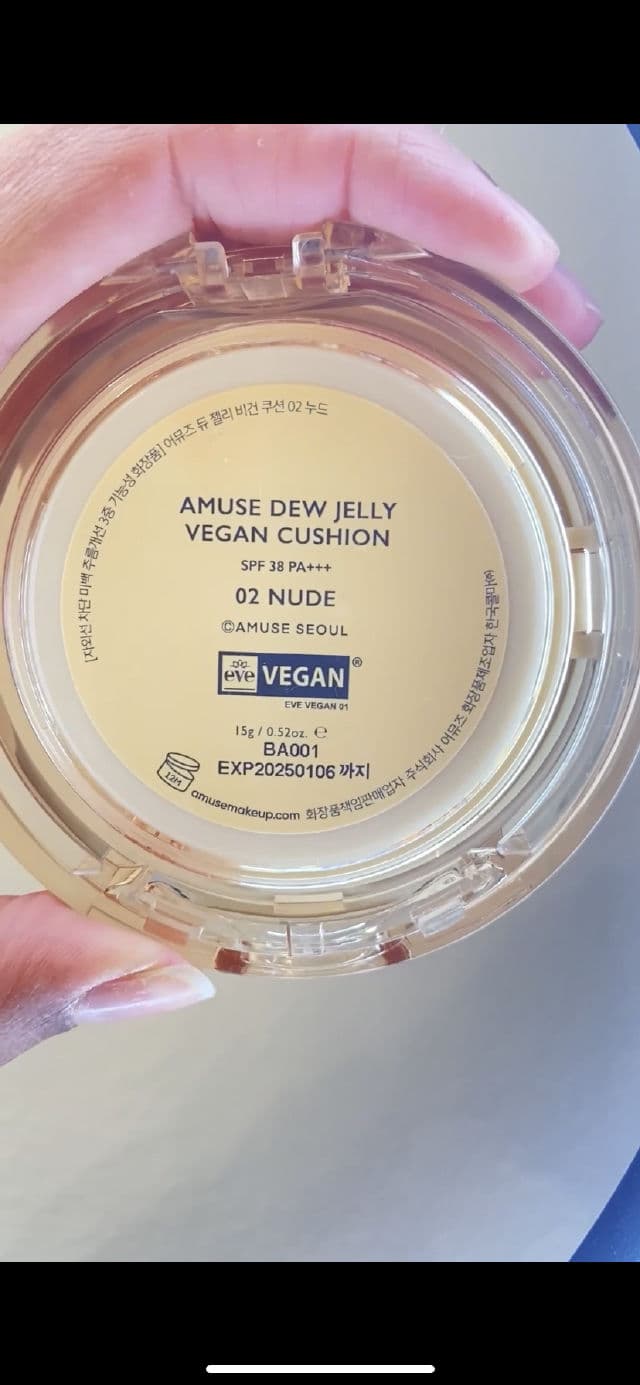 [자외선 차단 미백 주름개선 3중 기능성 화장품] 어뮤즈 듀 젤리 비건 쿠션 02 누드
AMUSE DEW JELLY
VEGAN CUSHION
SPF 38 PA+++
02 NUDE
©AMUSE SEOUL
eve VEGAN®
EVE VEGAN 01
15g / 0.52oz. ℮
BA001
EXP20250106 까지
12M
amusemakeup.com 화장품책임판매업자 주식회사 어뮤즈 화장품제조업자 한국콜마㈜